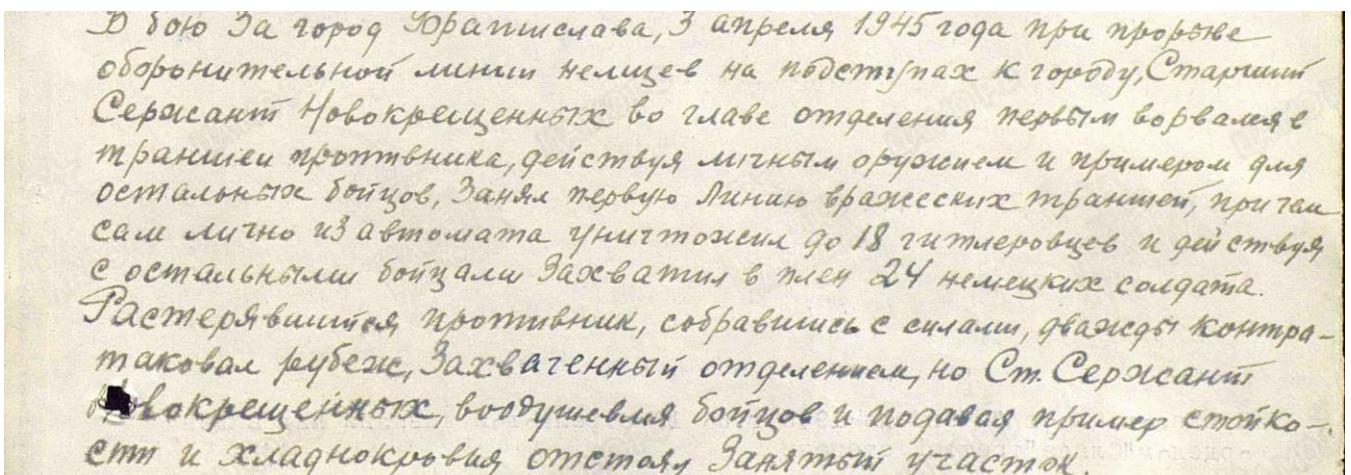 В бою за город Братислава, 3 апреля 1945 года при прорыве
оборонительной линии немцев на подступах к городу, Старший
Сержант Новокрещенных во главе отделения первым ворвался в
траншеи противника, действуя личным оружием и примером для
остальных бойцов, занял первую линию вражеских траншей, при чем
сам лично из автомата уничтожил до 18 гитлеровцев и действуя
с остальными бойцами захватил в плен 24 немецких солдата.
Растерявшийся противник, собравшись с силами, дважды контра-
таковал рубеж, захваченный отделением, но Ст. Сержант
Новокрещенных, воодушевляя бойцов и подавая пример стойко-
сти и хладнокровия отстоял занятый участок.